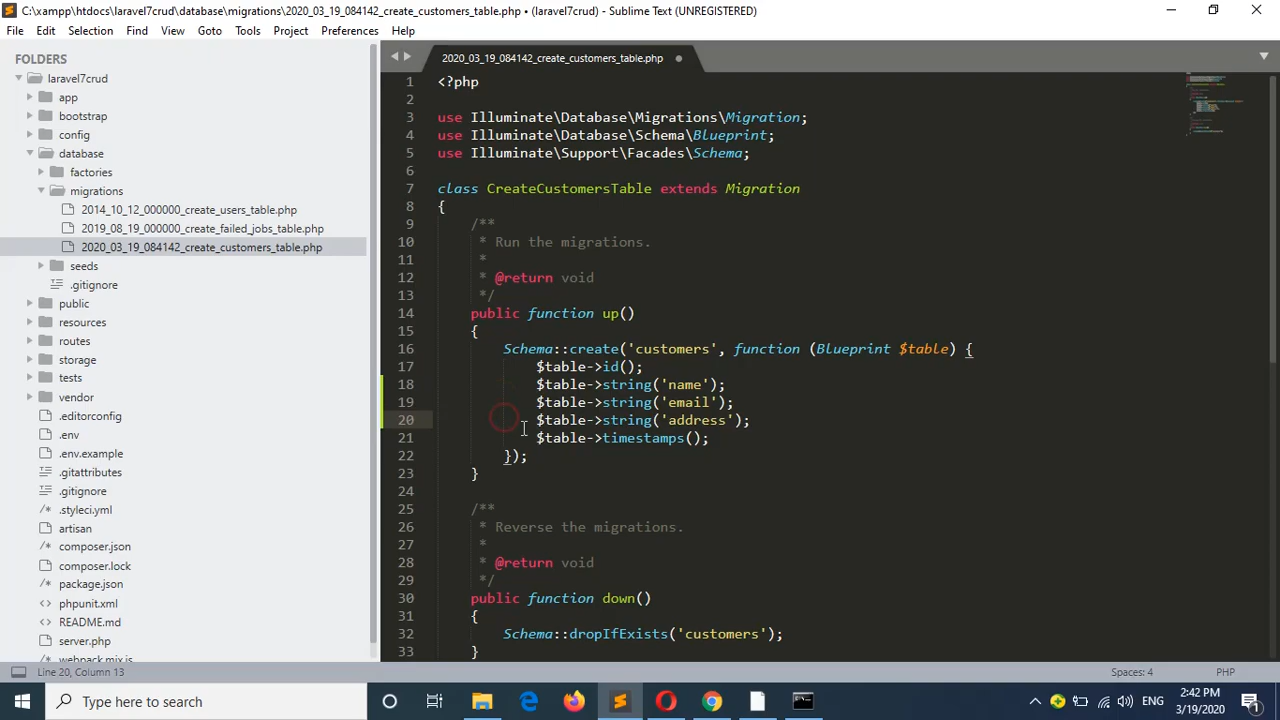 C:\xampp\htdocs\laravel7crud\database\migrations\2020_03_19_084142_create_customers_table.php • (laravel7crud) - Sublime Text (UNREGISTERED)
File Edit Selection Find View Goto Tools Project Preferences Help
FOLDERS
laravel7crud
app
bootstrap
config
database
factories
migrations
2014_10_12_000000_create_users_table.php
2019_08_19_000000_create_failed_jobs_table.php
2020_03_19_084142_create_customers_table.php
seeds
.gitignore
public
resources
routes
storage
tests
vendor
.editorconfig
.env
.env.example
.gitattributes
.gitignore
.styleci.yml
artisan
composer.json
composer.lock
package.json
phpunit.xml
README.md
server.php
webpack.mix.js
2020_03_19_084142_create_customers_table.php
1 <?php
2
3 use Illuminate\Database\Migrations\Migration;
4 use Illuminate\Database\Schema\Blueprint;
5 use Illuminate\Support\Facades\Schema;
6
7 class CreateCustomersTable extends Migration
8 {
9 /**
10 * Run the migrations.
11 *
12 * @return void
13 */
14 public function up()
15 {
16 Schema::create('customers', function (Blueprint $table) {
17 $table->id();
18 $table->string('name');
19 $table->string('email');
20 $table->string('address');
21 $table->timestamps();
22 });
23 }
24
25 /**
26 * Reverse the migrations.
27 *
28 * @return void
29 */
30 public function down()
31 {
32 Schema::dropIfExists('customers');
33 }
Line 20, Column 13 Spaces: 4 PHP
Type here to search
ENG
2:42 PM
3/19/2020
1